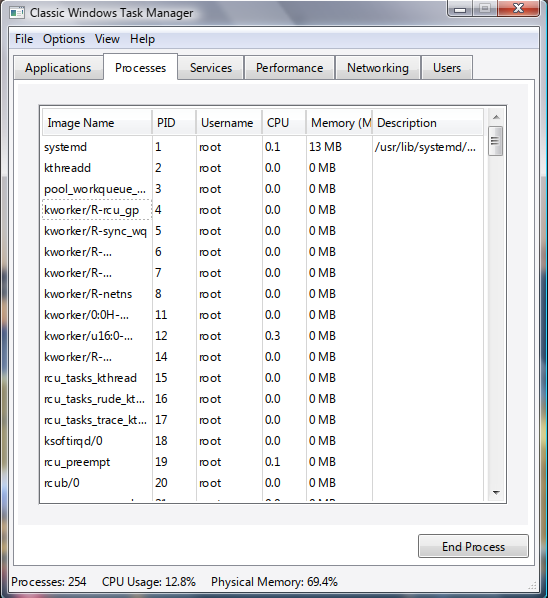 Classic Windows Task Manager
File Options View Help
Applications Processes Services Performance Networking Users
Image Name PID Username CPU Memory (M Description
systemd 1 root 0.1 13 MB /usr/lib/systemd/...
kthreadd 2 root 0.0 0 MB
pool_workqueue_... 3 root 0.0 0 MB
kworker/R-rcu_gp 4 root 0.0 0 MB
kworker/R-sync_wq 5 root 0.0 0 MB
kworker/R-... 6 root 0.0 0 MB
kworker/R-... 7 root 0.0 0 MB
kworker/R-netns 8 root 0.0 0 MB
kworker/0:0H-... 11 root 0.0 0 MB
kworker/u16:0-... 12 root 0.3 0 MB
kworker/R-... 14 root 0.0 0 MB
rcu_tasks_kthread 15 root 0.0 0 MB
rcu_tasks_rude_kt... 16 root 0.0 0 MB
rcu_tasks_trace_kt... 17 root 0.0 0 MB
ksoftirqd/0 18 root 0.0 0 MB
rcu_preempt 19 root 0.1 0 MB
rcub/0 20 root 0.0 0 MB
End Process
Processes: 254 CPU Usage: 12.8% Physical Memory: 69.4%